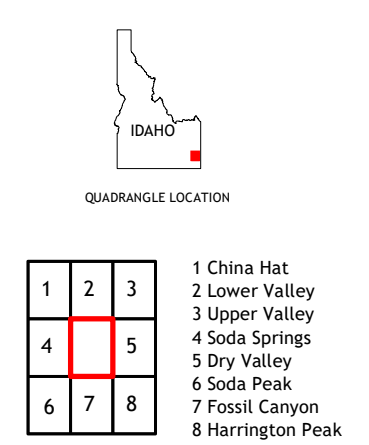 IDAHO
QUADRANGLE LOCATION
1 2 3
4 5
6 7 8
1 China Hat
2 Lower Valley
3 Upper Valley
4 Soda Springs
5 Dry Valley
6 Soda Peak
7 Fossil Canyon
8 Harrington Peak